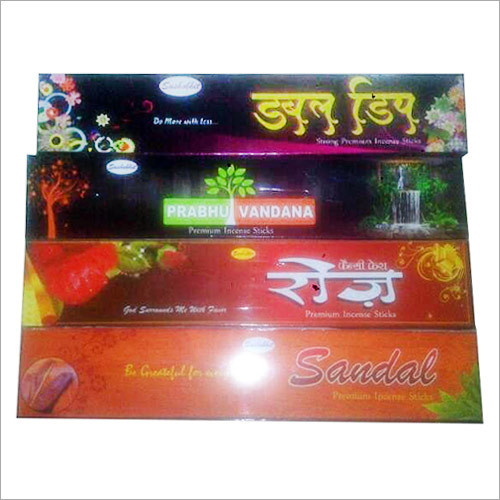 डबल डिप
Do More with Less...
Strong Premium Incense Sticks
PRABHU VANDANA
Premium Incense Sticks
रोज़
God Surrounds Me With Favor
Premium Incense Sticks
Be Greateful for
Sandal
Premium Incense Sticks